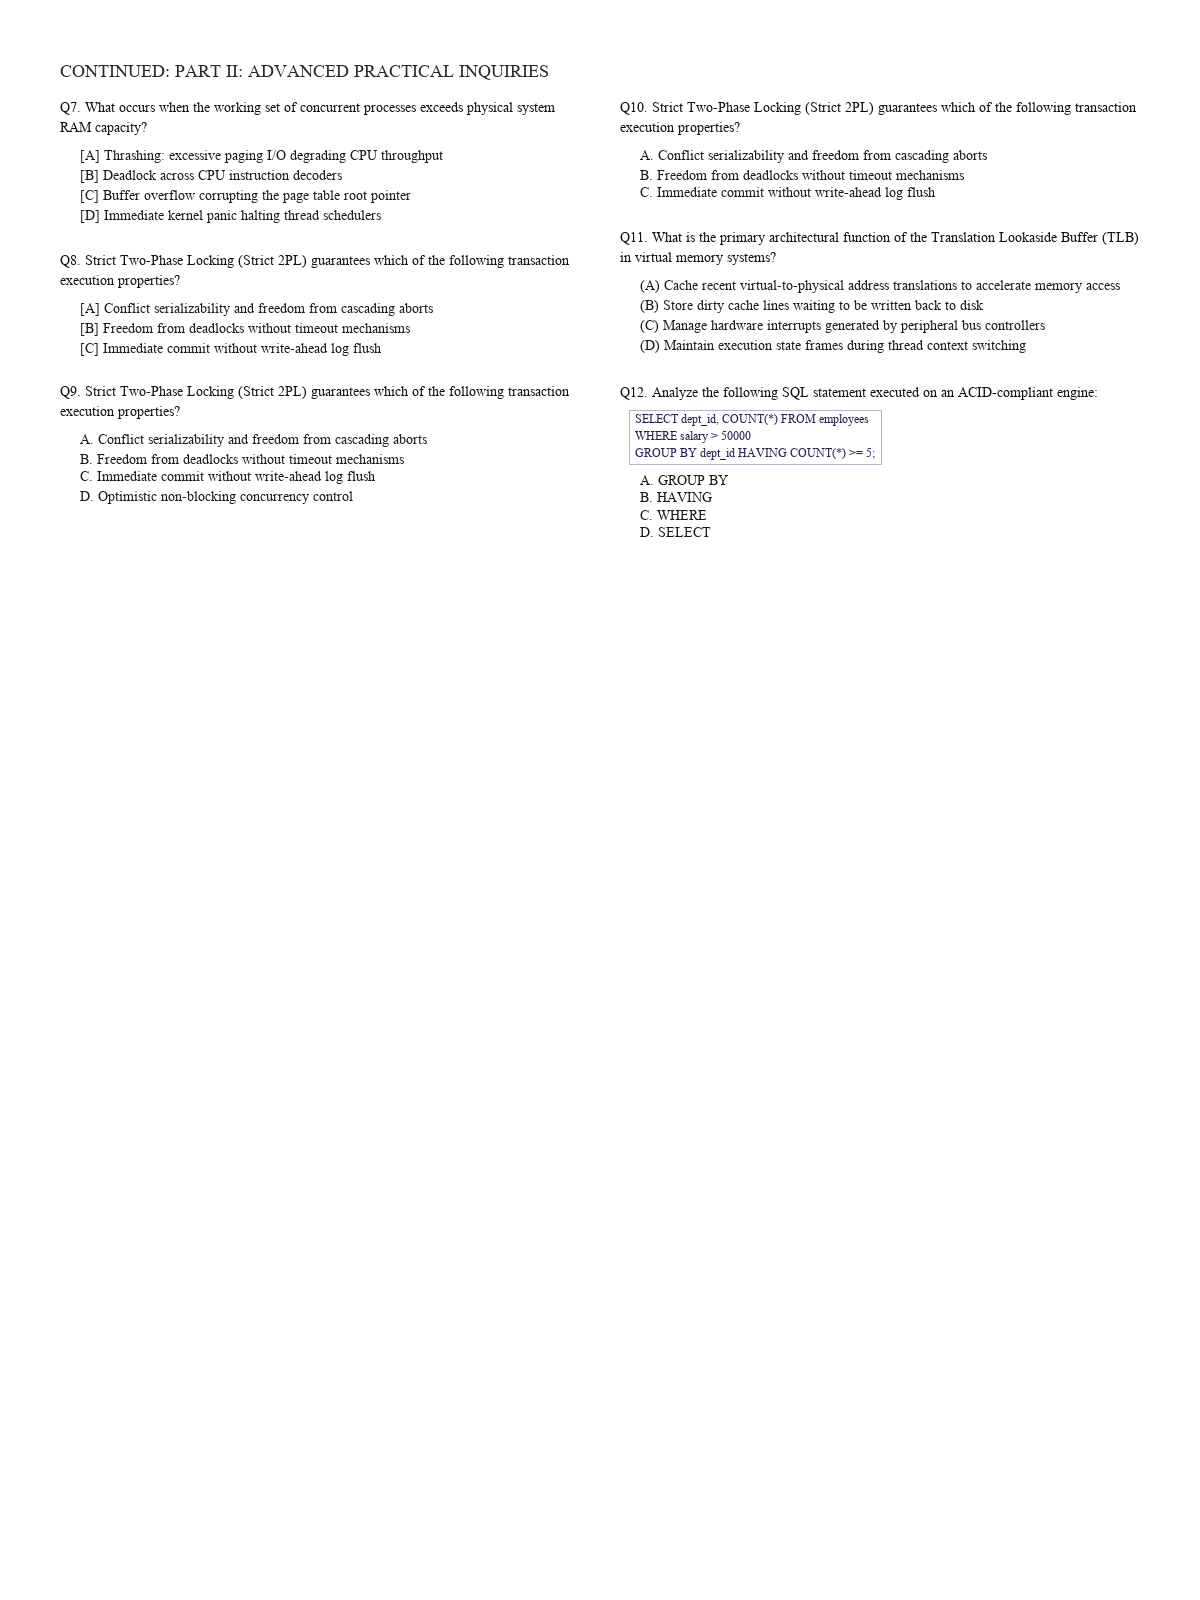 CONTINUED: PART II: ADVANCED PRACTICAL INQUIRIES
Q7. What occurs when the working set of concurrent processes exceeds physical system
RAM capacity?
[A] Thrashing: excessive paging I/O degrading CPU throughput
[B] Deadlock across CPU instruction decoders
[C] Buffer overflow corrupting the page table root pointer
[D] Immediate kernel panic halting thread schedulers
Q8. Strict Two-Phase Locking (Strict 2PL) guarantees which of the following transaction
execution properties?
[A] Conflict serializability and freedom from cascading aborts
[B] Freedom from deadlocks without timeout mechanisms
[C] Immediate commit without write-ahead log flush
Q9. Strict Two-Phase Locking (Strict 2PL) guarantees which of the following transaction
execution properties?
A. Conflict serializability and freedom from cascading aborts
B. Freedom from deadlocks without timeout mechanisms
C. Immediate commit without write-ahead log flush
D. Optimistic non-blocking concurrency control
Q10. Strict Two-Phase Locking (Strict 2PL) guarantees which of the following transaction
execution properties?
A. Conflict serializability and freedom from cascading aborts
B. Freedom from deadlocks without timeout mechanisms
C. Immediate commit without write-ahead log flush
Q11. What is the primary architectural function of the Translation Lookaside Buffer (TLB)
in virtual memory systems?
(A) Cache recent virtual-to-physical address translations to accelerate memory access
(B) Store dirty cache lines waiting to be written back to disk
(C) Manage hardware interrupts generated by peripheral bus controllers
(D) Maintain execution state frames during thread context switching
Q12. Analyze the following SQL statement executed on an ACID-compliant engine:
SELECT dept_id, COUNT(*) FROM employees
WHERE salary > 50000
GROUP BY dept_id HAVING COUNT(*) >= 5;
A. GROUP BY
B. HAVING
C. WHERE
D. SELECT